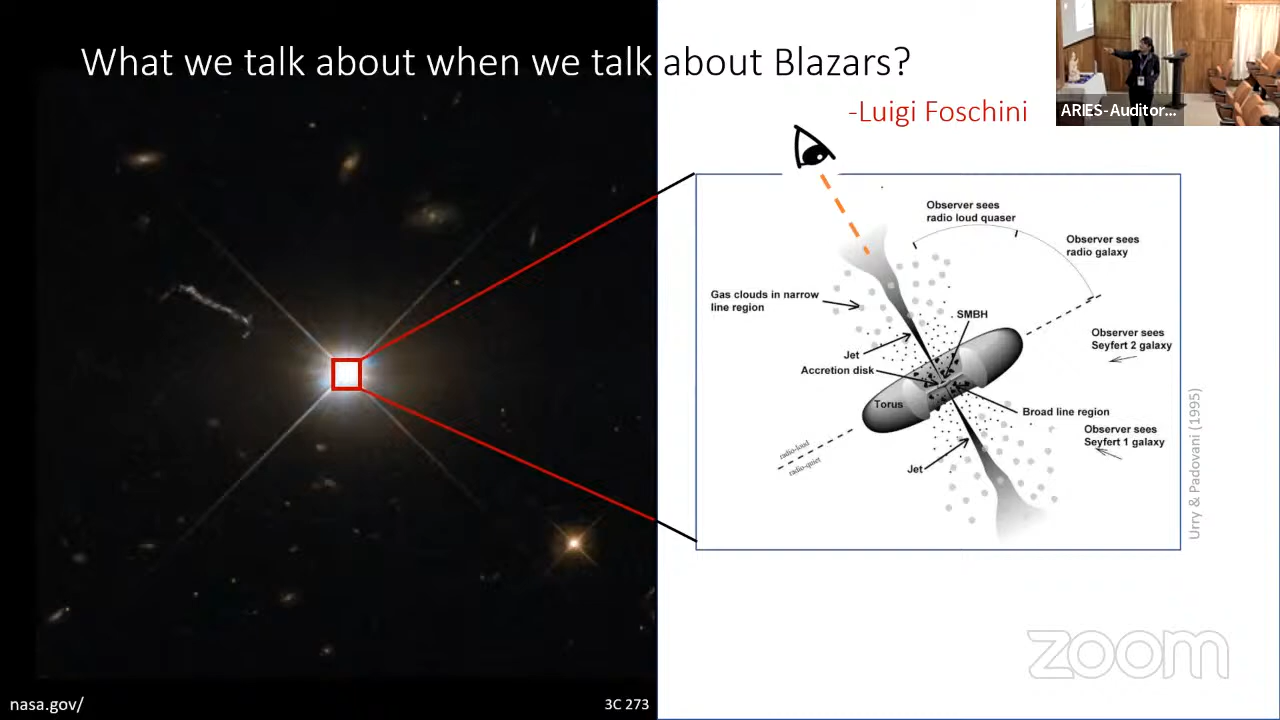 What we talk about when we talk about Blazars?
-Luigi Foschini
ARIES-Auditor...
Observer sees
radio loud quaser
Observer sees
radio galaxy
Gas clouds in narrow
line region
SMBH
Observer sees
Seyfert 2 galaxy
Jet
Accretion disk
Torus
Broad line region
Observer sees
Seyfert 1 galaxy
radio-loud
radio-quiet
Jet
Urry & Padovani (1995)
zoom
nasa.gov/
3C 273